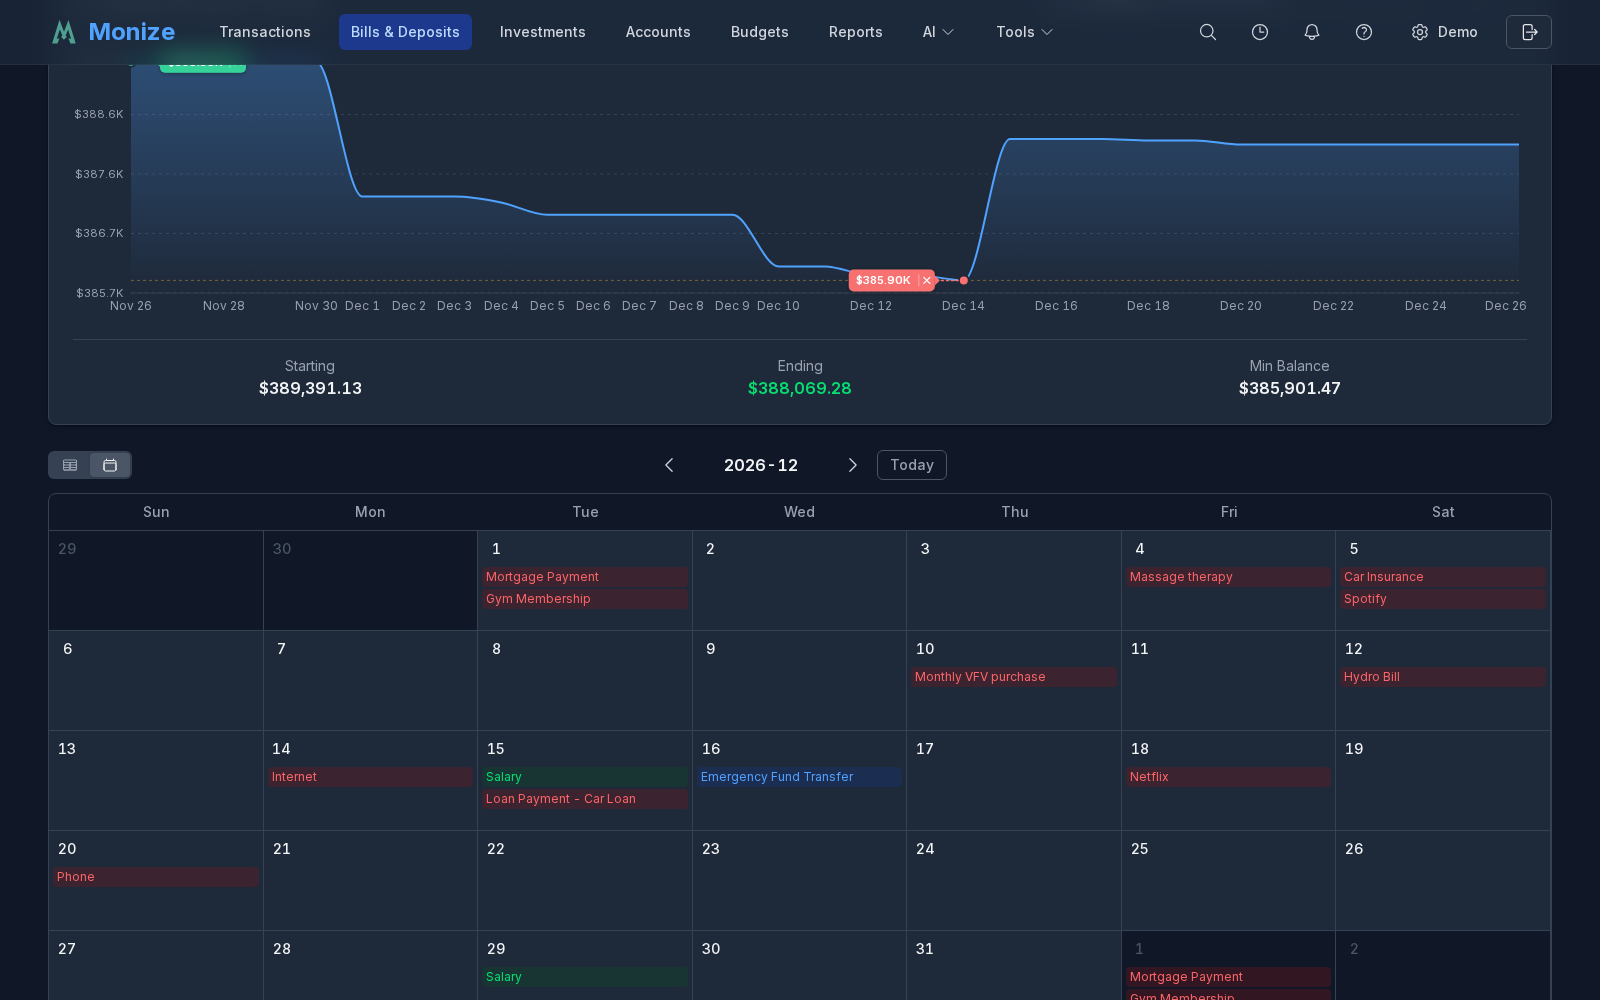 Monize
Transactions
Bills & Deposits
Investments
Accounts
Budgets
Reports
AI
Tools
Demo
$388.6K
$387.6K
$386.7K
$385.7K
$385.90K ×
Nov 26 Nov 28 Nov 30 Dec 1 Dec 2 Dec 3 Dec 4 Dec 5 Dec 6 Dec 7 Dec 8 Dec 9 Dec 10 Dec 12 Dec 14 Dec 16 Dec 18 Dec 20 Dec 22 Dec 24 Dec 26
Starting
$389,391.13
Ending
$388,069.28
Min Balance
$385,901.47
2026-12
Today
Sun Mon Tue Wed Thu Fri Sat
29
30
1
Mortgage Payment
Gym Membership
2
3
4
Massage therapy
5
Car Insurance
Spotify
6
7
8
9
10
Monthly VFV purchase
11
12
Hydro Bill
13
14
Internet
15
Salary
Loan Payment - Car Loan
16
Emergency Fund Transfer
17
18
Netflix
19
20
Phone
21
22
23
24
25
26
27
28
29
Salary
30
31
1
Mortgage Payment
Gym Membership
2